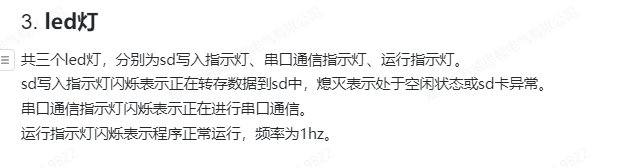 3. led灯
共三个led灯，分别为sd写入指示灯、串口通信指示灯、运行指示灯。
sd写入指示灯闪烁表示正在转存数据到sd中，熄灭表示处于空闲状态或sd卡异常。
串口通信指示灯闪烁表示正在进行串口通信。
运行指示灯闪烁表示程序正常运行，频率为1hz。